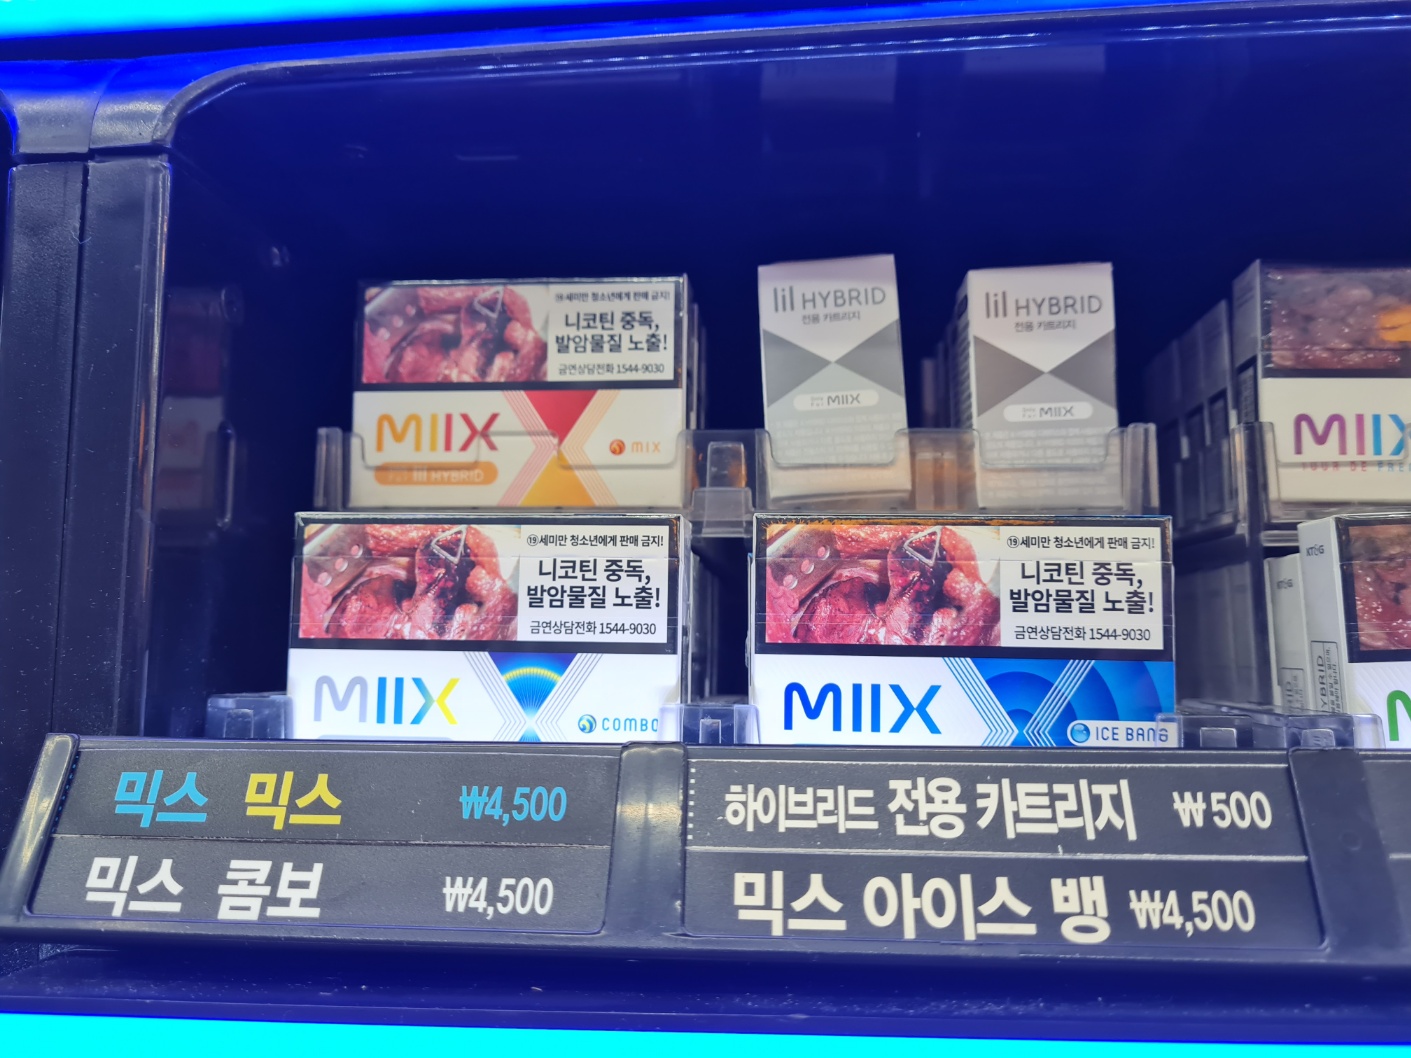 ⑲세미만 청소년에게 판매 금지!
니코틴 중독,
발암물질 노출!
금연상담전화 1544-9030
MIIX
MIX
lil HYBRID
lil HYBRID
전용 카트리지
MIIX
lil HYBRID
전용 카트리지
MIIX
MIIX
⑲세미만 청소년에게 판매 금지!
니코틴 중독,
발암물질 노출!
금연상담전화 1544-9030
MIIX
COMBO
⑲세미만 청소년에게 판매 금지!
니코틴 중독,
발암물질 노출!
금연상담전화 1544-9030
MIIX
ICE BANG
KT&G
KT&G
HYBRID
믹스 믹스 ₩4,500
믹스 콤보 ₩4,500
하이브리드 전용 카트리지 ₩500
믹스 아이스 뱅 ₩4,500